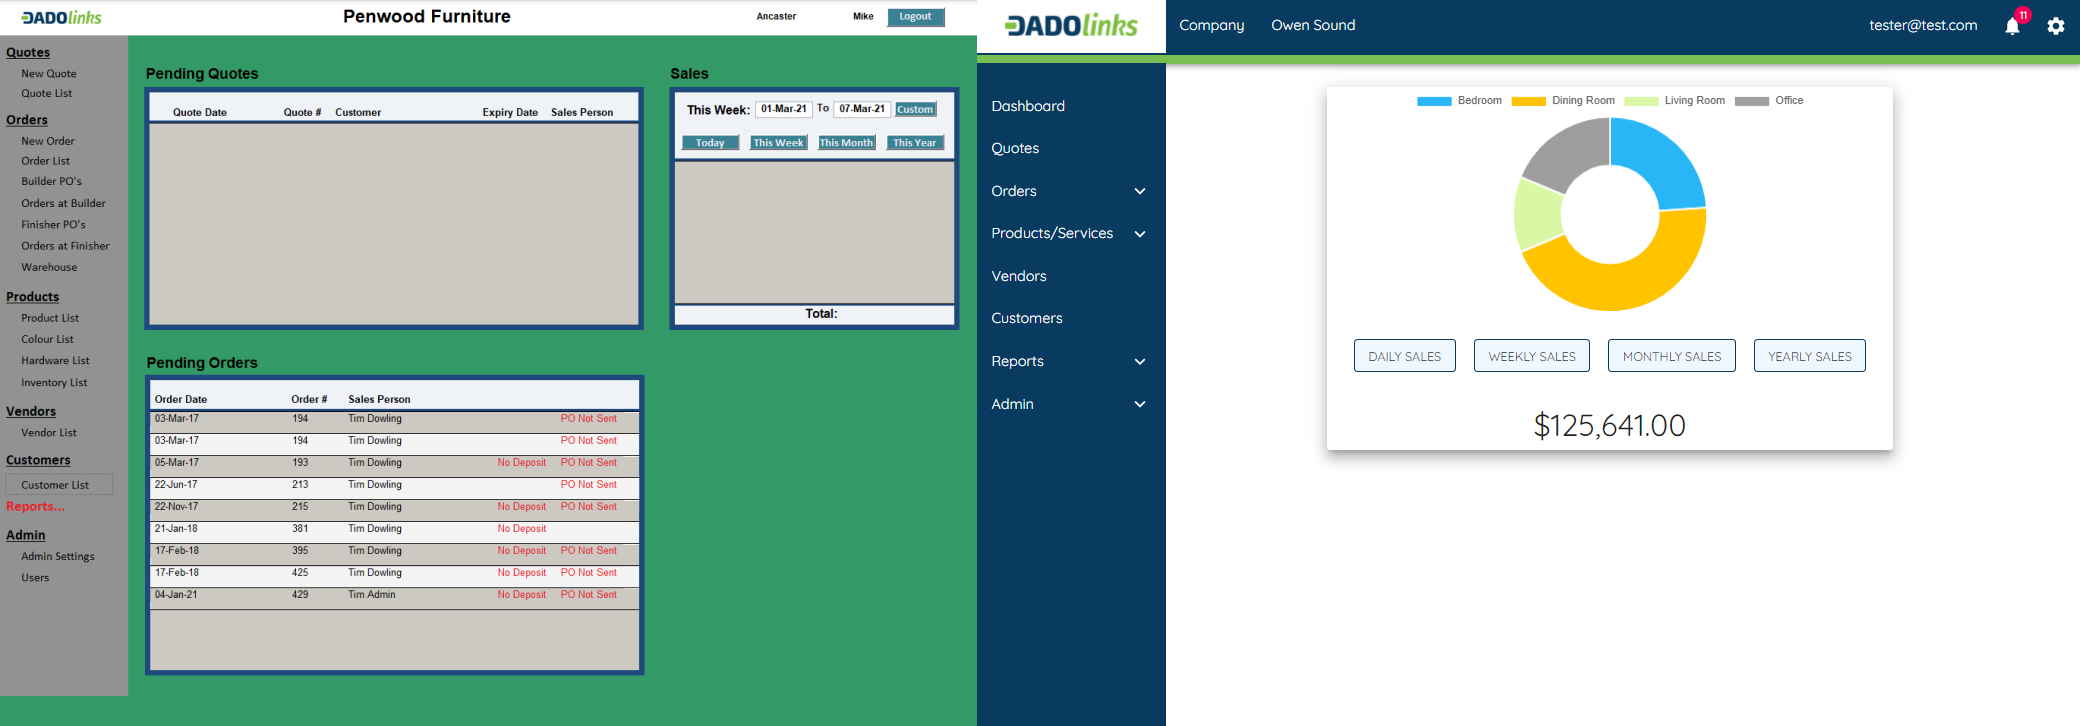 DADOlinks
Penwood Furniture
Ancaster
Mike
Logout
Quotes
New Quote
Quote List
Orders
New Order
Order List
Builder PO's
Orders at Builder
Finisher PO's
Orders at Finisher
Warehouse
Products
Product List
Colour List
Hardware List
Inventory List
Vendors
Vendor List
Customers
Customer List
Reports...
Admin
Admin Settings
Users
Pending Quotes
Quote Date Quote # Customer Expiry Date Sales Person
Sales
This Week: 01-Mar-21 To 07-Mar-21 Custom
Today This Week This Month This Year
Total:
Pending Orders
Order Date Order # Sales Person
03-Mar-17 194 Tim Dowling PO Not Sent
03-Mar-17 194 Tim Dowling PO Not Sent
05-Mar-17 193 Tim Dowling No Deposit PO Not Sent
22-Jun-17 213 Tim Dowling PO Not Sent
22-Nov-17 215 Tim Dowling No Deposit PO Not Sent
21-Jan-18 381 Tim Dowling No Deposit
17-Feb-18 395 Tim Dowling No Deposit PO Not Sent
17-Feb-18 425 Tim Dowling No Deposit PO Not Sent
04-Jan-21 429 Tim Admin No Deposit PO Not Sent
DADOlinks
Company Owen Sound
tester@test.com
11
Dashboard
Quotes
Orders
Products/Services
Vendors
Customers
Reports
Admin
Bedroom Dining Room Living Room Office
DAILY SALES WEEKLY SALES MONTHLY SALES YEARLY SALES
$125,641.00